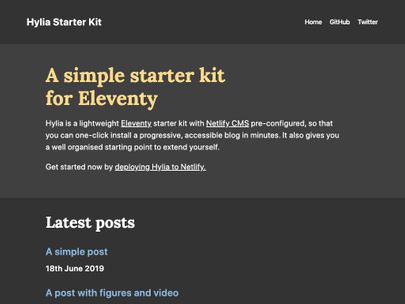 Hylia Starter Kit
Home GitHub Twitter
A simple starter kit
for Eleventy
Hylia is a lightweight Eleventy starter kit with Netlify CMS pre-configured, so that
you can one-click install a progressive, accessible blog in minutes. It also gives you
a well organised starting point to extend yourself.
Get started now by deploying Hylia to Netlify.
Latest posts
A simple post
18th June 2019
A post with figures and video